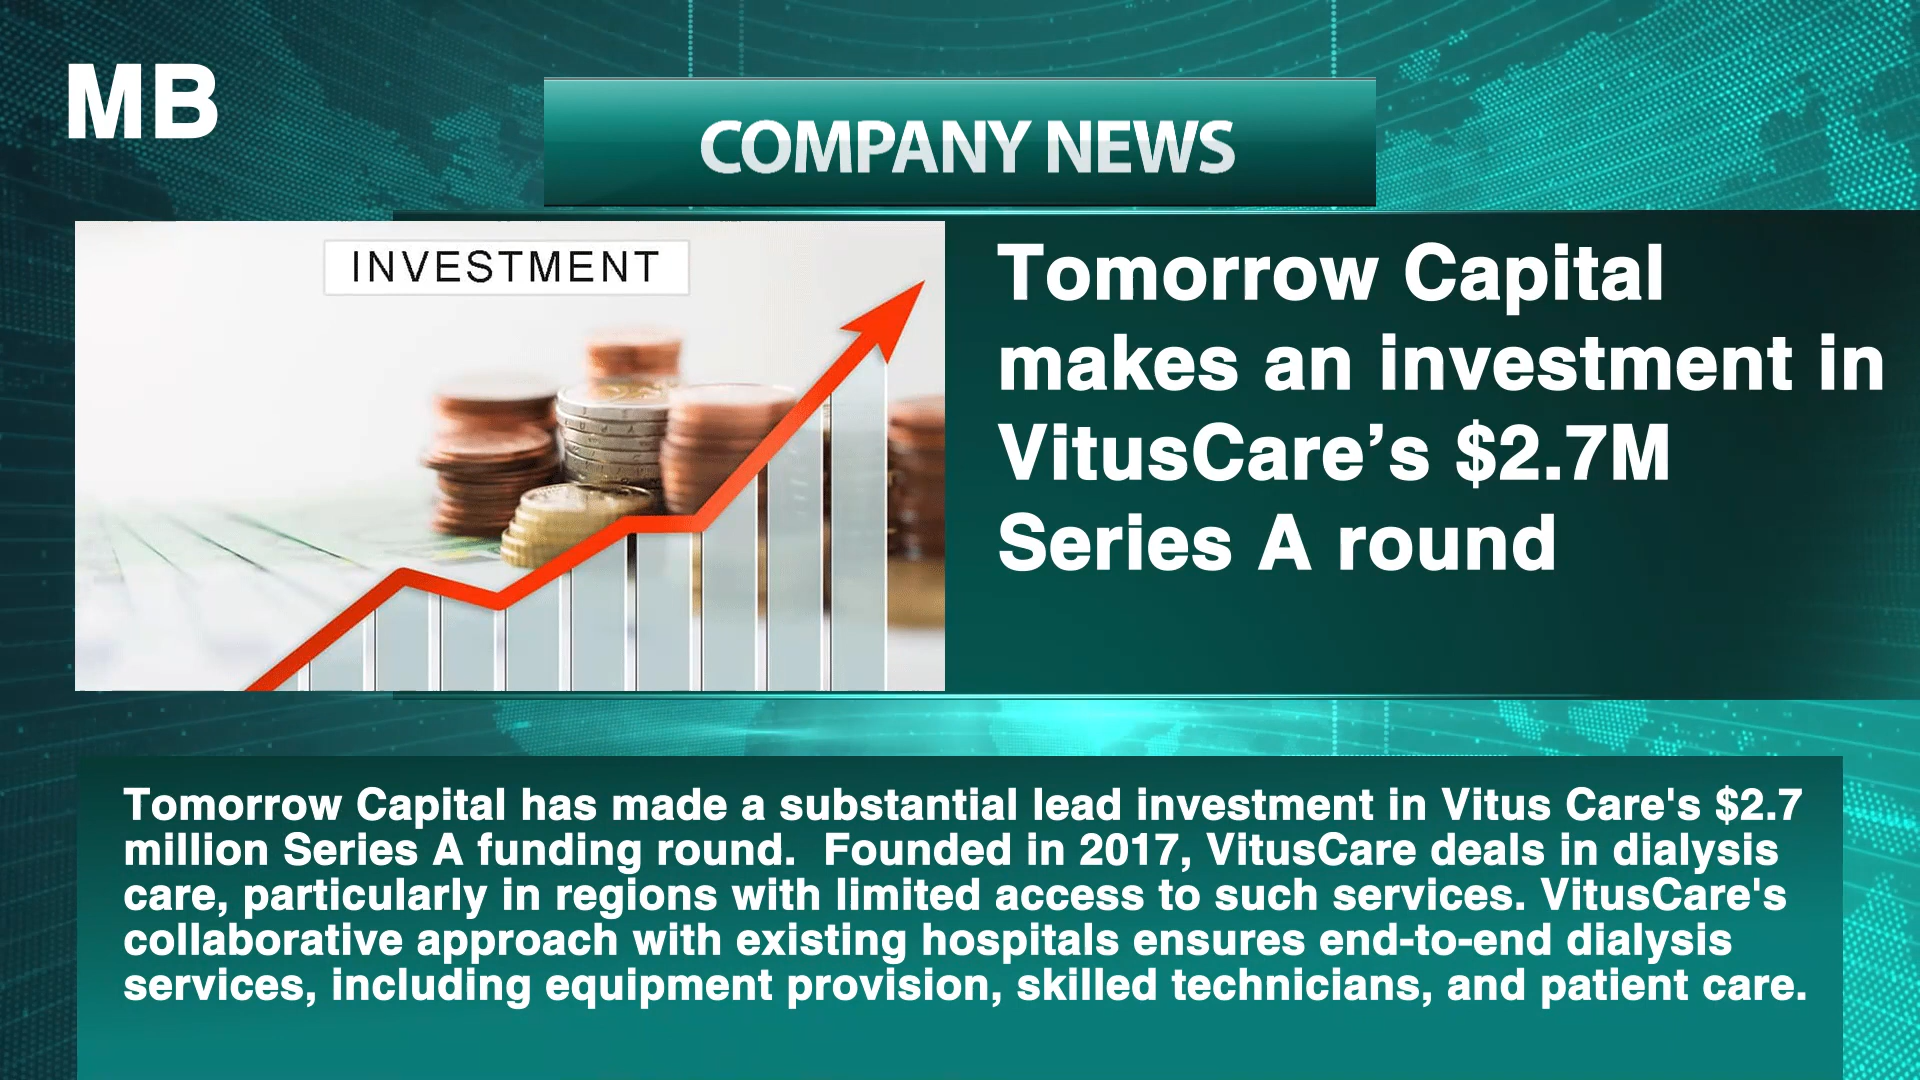 MB
COMPANY NEWS
INVESTMENT
Tomorrow Capital
makes an investment in
VitusCare’s $2.7M
Series A round
Tomorrow Capital has made a substantial lead investment in Vitus Care's $2.7
million Series A funding round.  Founded in 2017, VitusCare deals in dialysis
care, particularly in regions with limited access to such services. VitusCare's
collaborative approach with existing hospitals ensures end-to-end dialysis
services, including equipment provision, skilled technicians, and patient care.